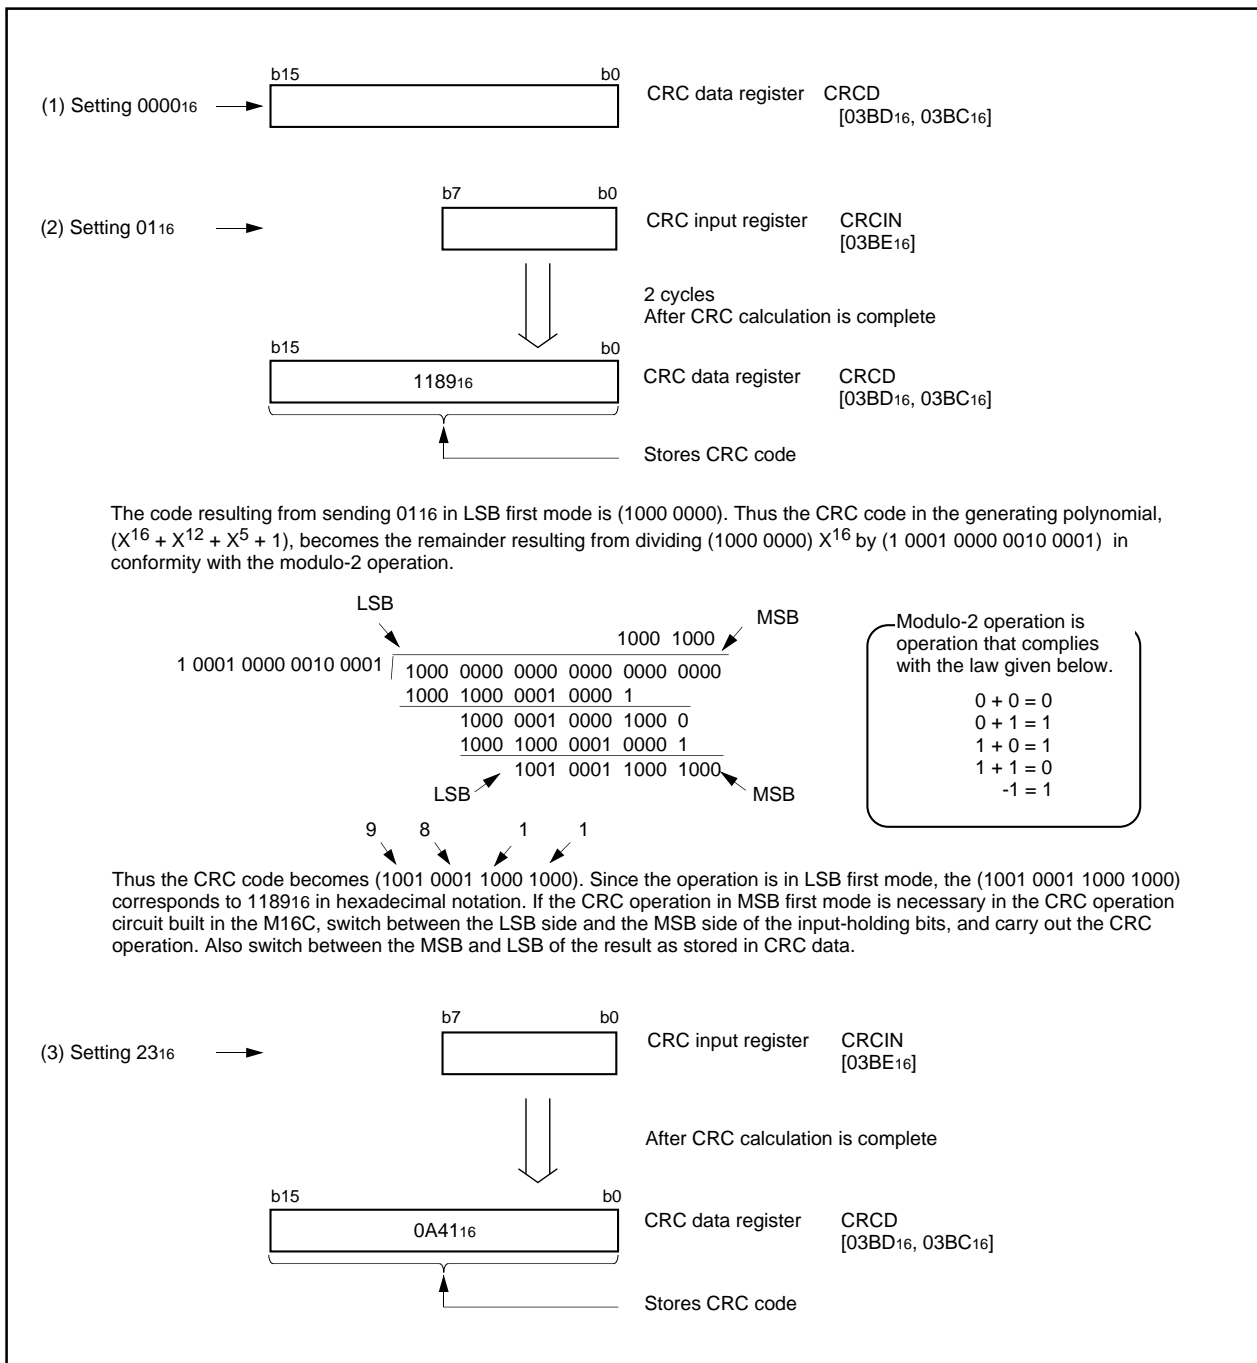 b15 b0
(1) Setting 0000₁₆
CRC data register CRCD
[03BD₁₆, 03BC₁₆]
b7 b0
(2) Setting 01₁₆
CRC input register CRCIN
[03BE₁₆]
2 cycles
After CRC calculation is complete
b15 b0
1189₁₆
CRC data register CRCD
[03BD₁₆, 03BC₁₆]
Stores CRC code
The code resulting from sending 01₁₆ in LSB first mode is (1000 0000). Thus the CRC code in the generating polynomial,
(X¹⁶ + X¹² + X⁵ + 1), becomes the remainder resulting from dividing (1000 0000) X¹⁶ by (1 0001 0000 0010 0001) in
conformity with the modulo-2 operation.
LSB MSB
1000 1000
1 0001 0000 0010 0001 1000 0000 0000 0000 0000 0000
1000 1000 0001 0000 1
1000 0001 0000 1000 0
1000 1000 0001 0000 1
1001 0001 1000 1000
LSB MSB
Modulo-2 operation is
operation that complies
with the law given below.
0 + 0 = 0
0 + 1 = 1
1 + 0 = 1
1 + 1 = 0
-1 = 1
9 8 1 1
Thus the CRC code becomes (1001 0001 1000 1000). Since the operation is in LSB first mode, the (1001 0001 1000 1000)
corresponds to 1189₁₆ in hexadecimal notation. If the CRC operation in MSB first mode is necessary in the CRC operation
circuit built in the M16C, switch between the LSB side and the MSB side of the input-holding bits, and carry out the CRC
operation. Also switch between the MSB and LSB of the result as stored in CRC data.
b7 b0
(3) Setting 23₁₆
CRC input register CRCIN
[03BE₁₆]
After CRC calculation is complete
b15 b0
0A41₁₆
CRC data register CRCD
[03BD₁₆, 03BC₁₆]
Stores CRC code